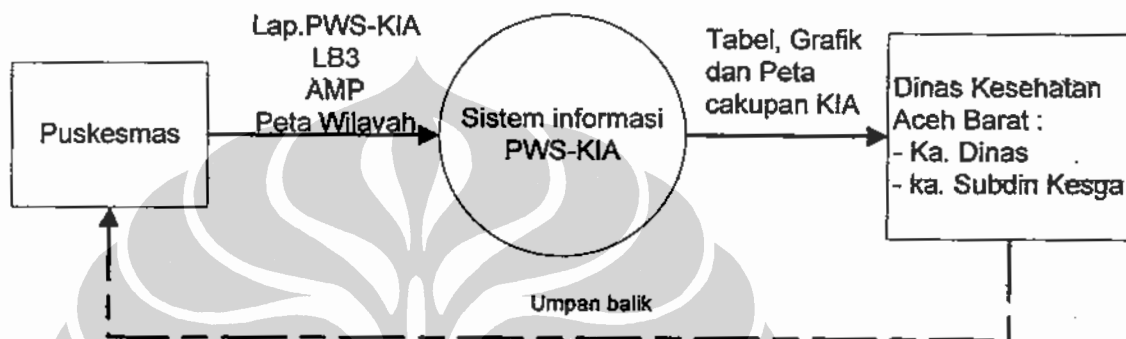 Puskesmas
Lap.PWS-KIA
LB3
AMP
Peta Wilayah
Sistem informasi
PWS-KIA
Tabel, Grafik
dan Peta
cakupan KIA
Dinas Kesehatan
Aceh Barat :
- Ka. Dinas
- ka. Subdin Kesga
Umpan balik